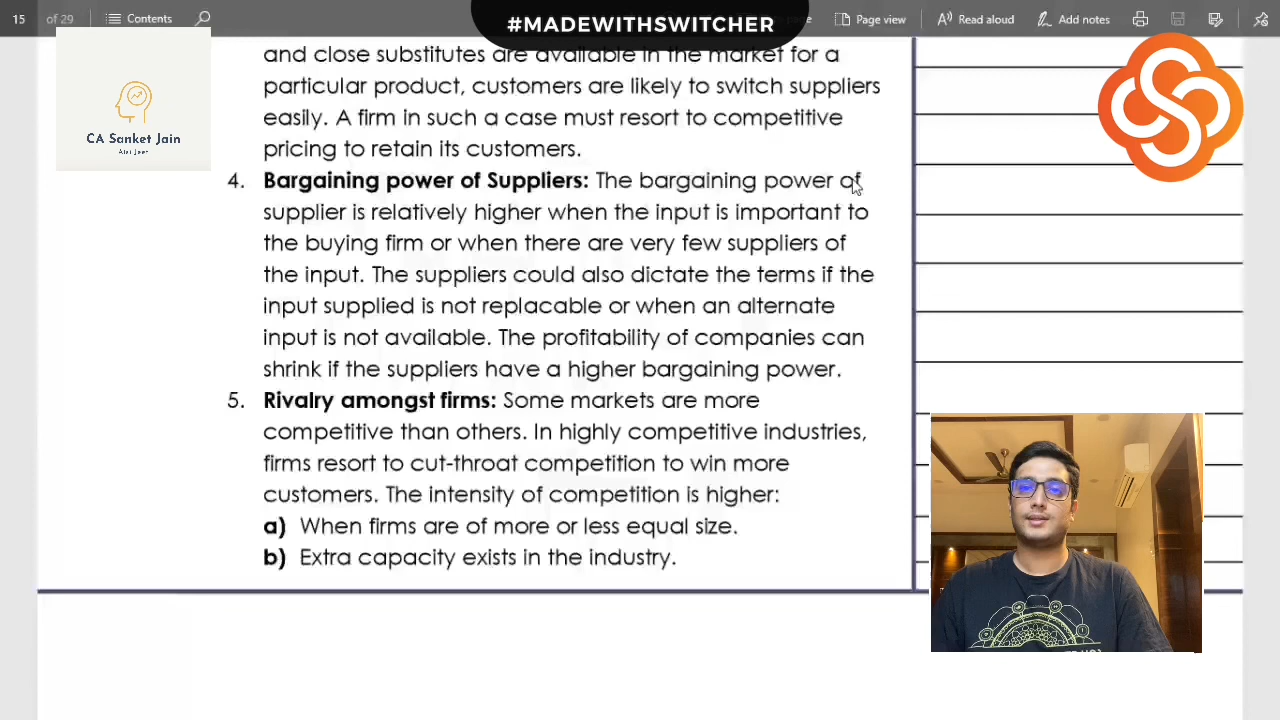 15 of 29 Contents
#MADEWITHSWITCHER
Page view Read aloud Add notes
CA Sanket Jain
and close substitutes are available in the market for a
particular product, customers are likely to switch suppliers
easily. A firm in such a case must resort to competitive
pricing to retain its customers.
4. Bargaining power of Suppliers: The bargaining power of
supplier is relatively higher when the input is important to
the buying firm or when there are very few suppliers of
the input. The suppliers could also dictate the terms if the
input supplied is not replacable or when an alternate
input is not available. The profitability of companies can
shrink if the suppliers have a higher bargaining power.
5. Rivalry amongst firms: Some markets are more
competitive than others. In highly competitive industries,
firms resort to cut-throat competition to win more
customers. The intensity of competition is higher:
a) When firms are of more or less equal size.
b) Extra capacity exists in the industry.